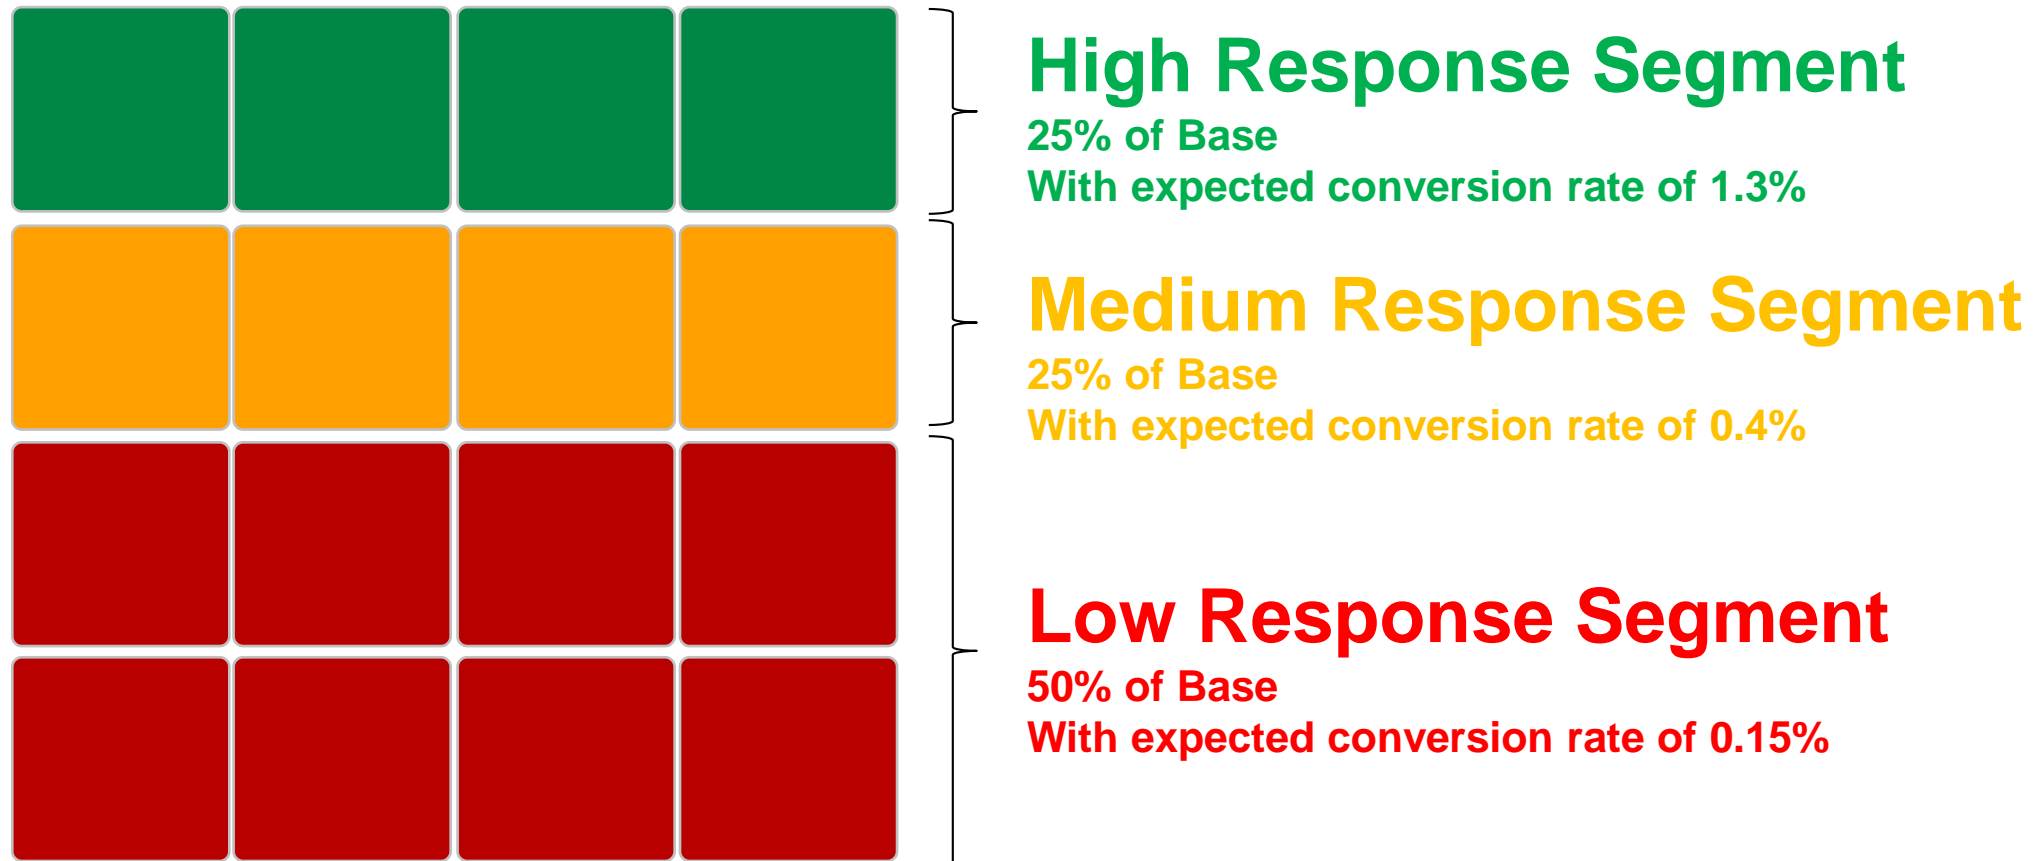 High Response Segment
25% of Base
With expected conversion rate of 1.3%
Medium Response Segment
25% of Base
With expected conversion rate of 0.4%
Low Response Segment
50% of Base
With expected conversion rate of 0.15%